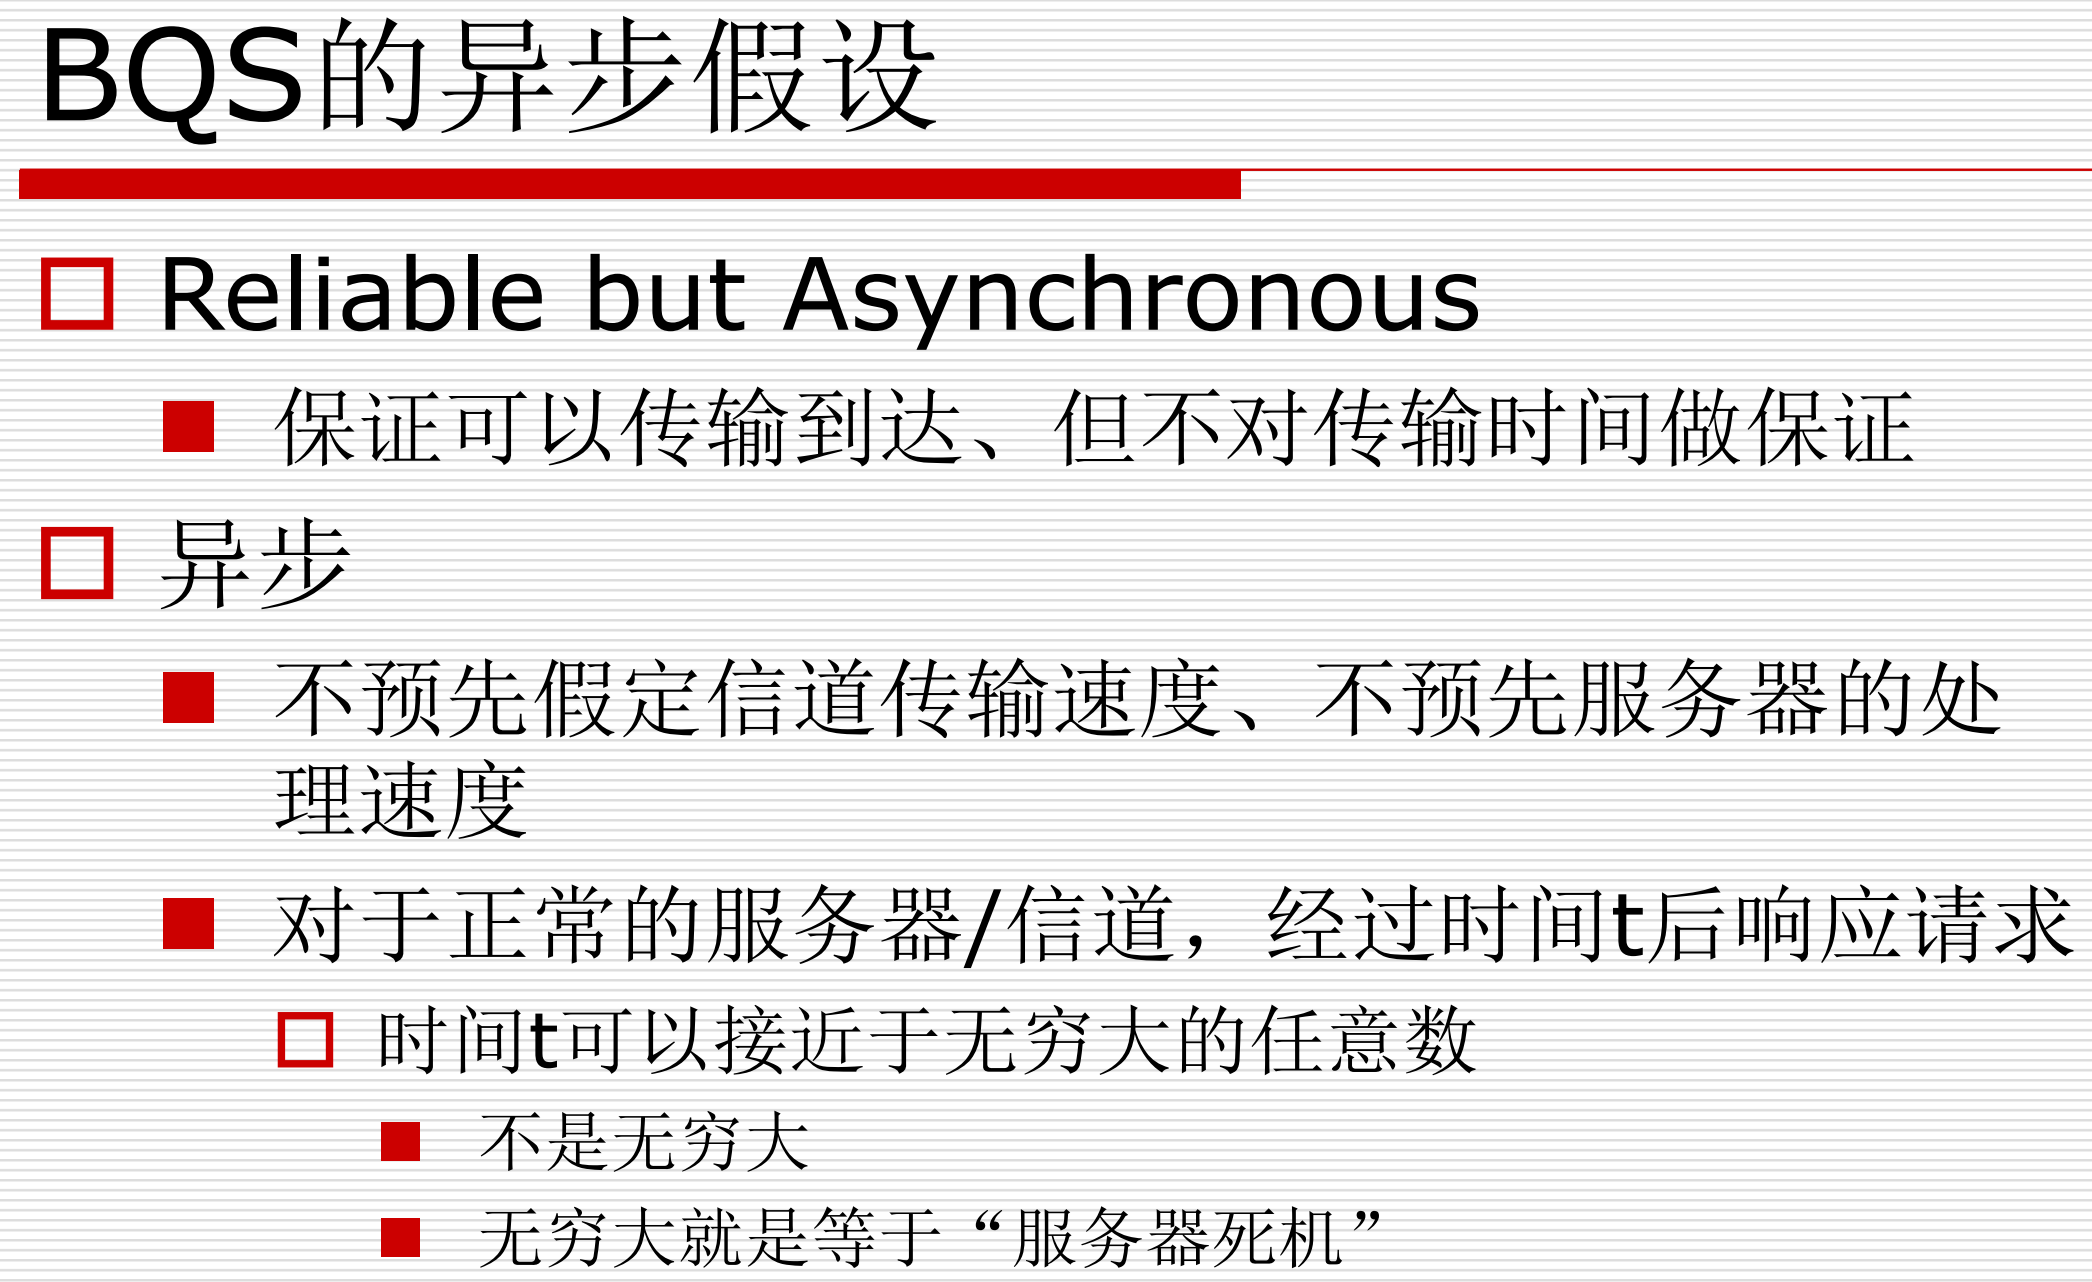 BQS的异步假设
Reliable but Asynchronous
保证可以传输到达、但不对传输时间做保证
异步
不预先假定信道传输速度、不预先服务器的处
理速度
对于正常的服务器/信道，经过时间t后响应请求
时间t可以接近于无穷大的任意数
不是无穷大
无穷大就是等于“服务器死机”